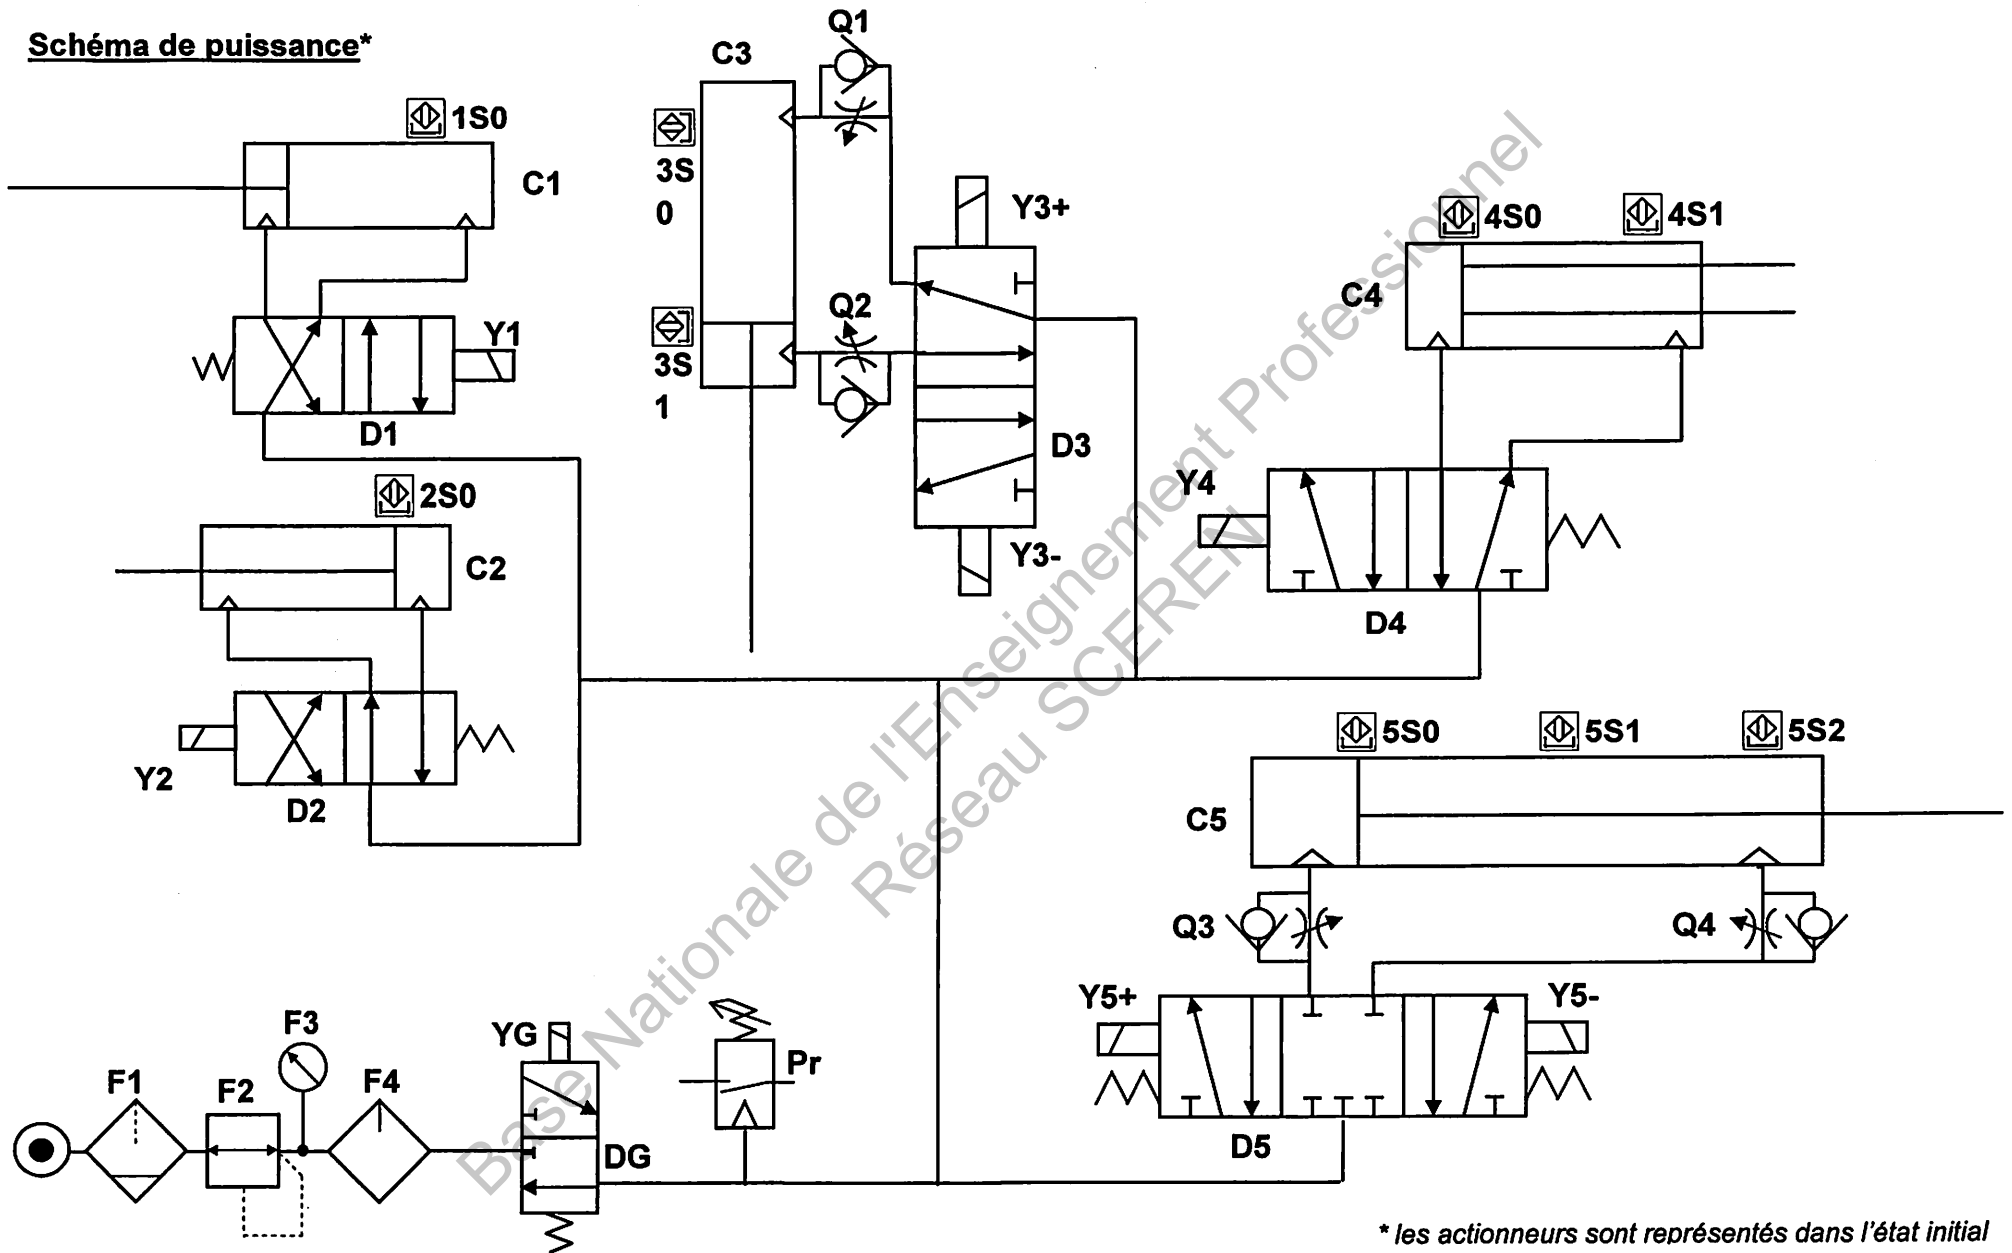 Schéma de puissance*
1S0
C1
Y1
D1
2S0
C2
Y2
D2
C3
3S
0
3S
1
Q1
Q2
Y3+
D3
Y3-
4S0
4S1
C4
Y4
D4
5S0
5S1
5S2
C5
Q3
Q4
Y5+
Y5-
D5
F1
F2
F3
F4
YG
DG
Pr
* les actionneurs sont représentés dans l'état initial
Base Nationale de l'Enseignement Professionnel
Réseau SCEREN